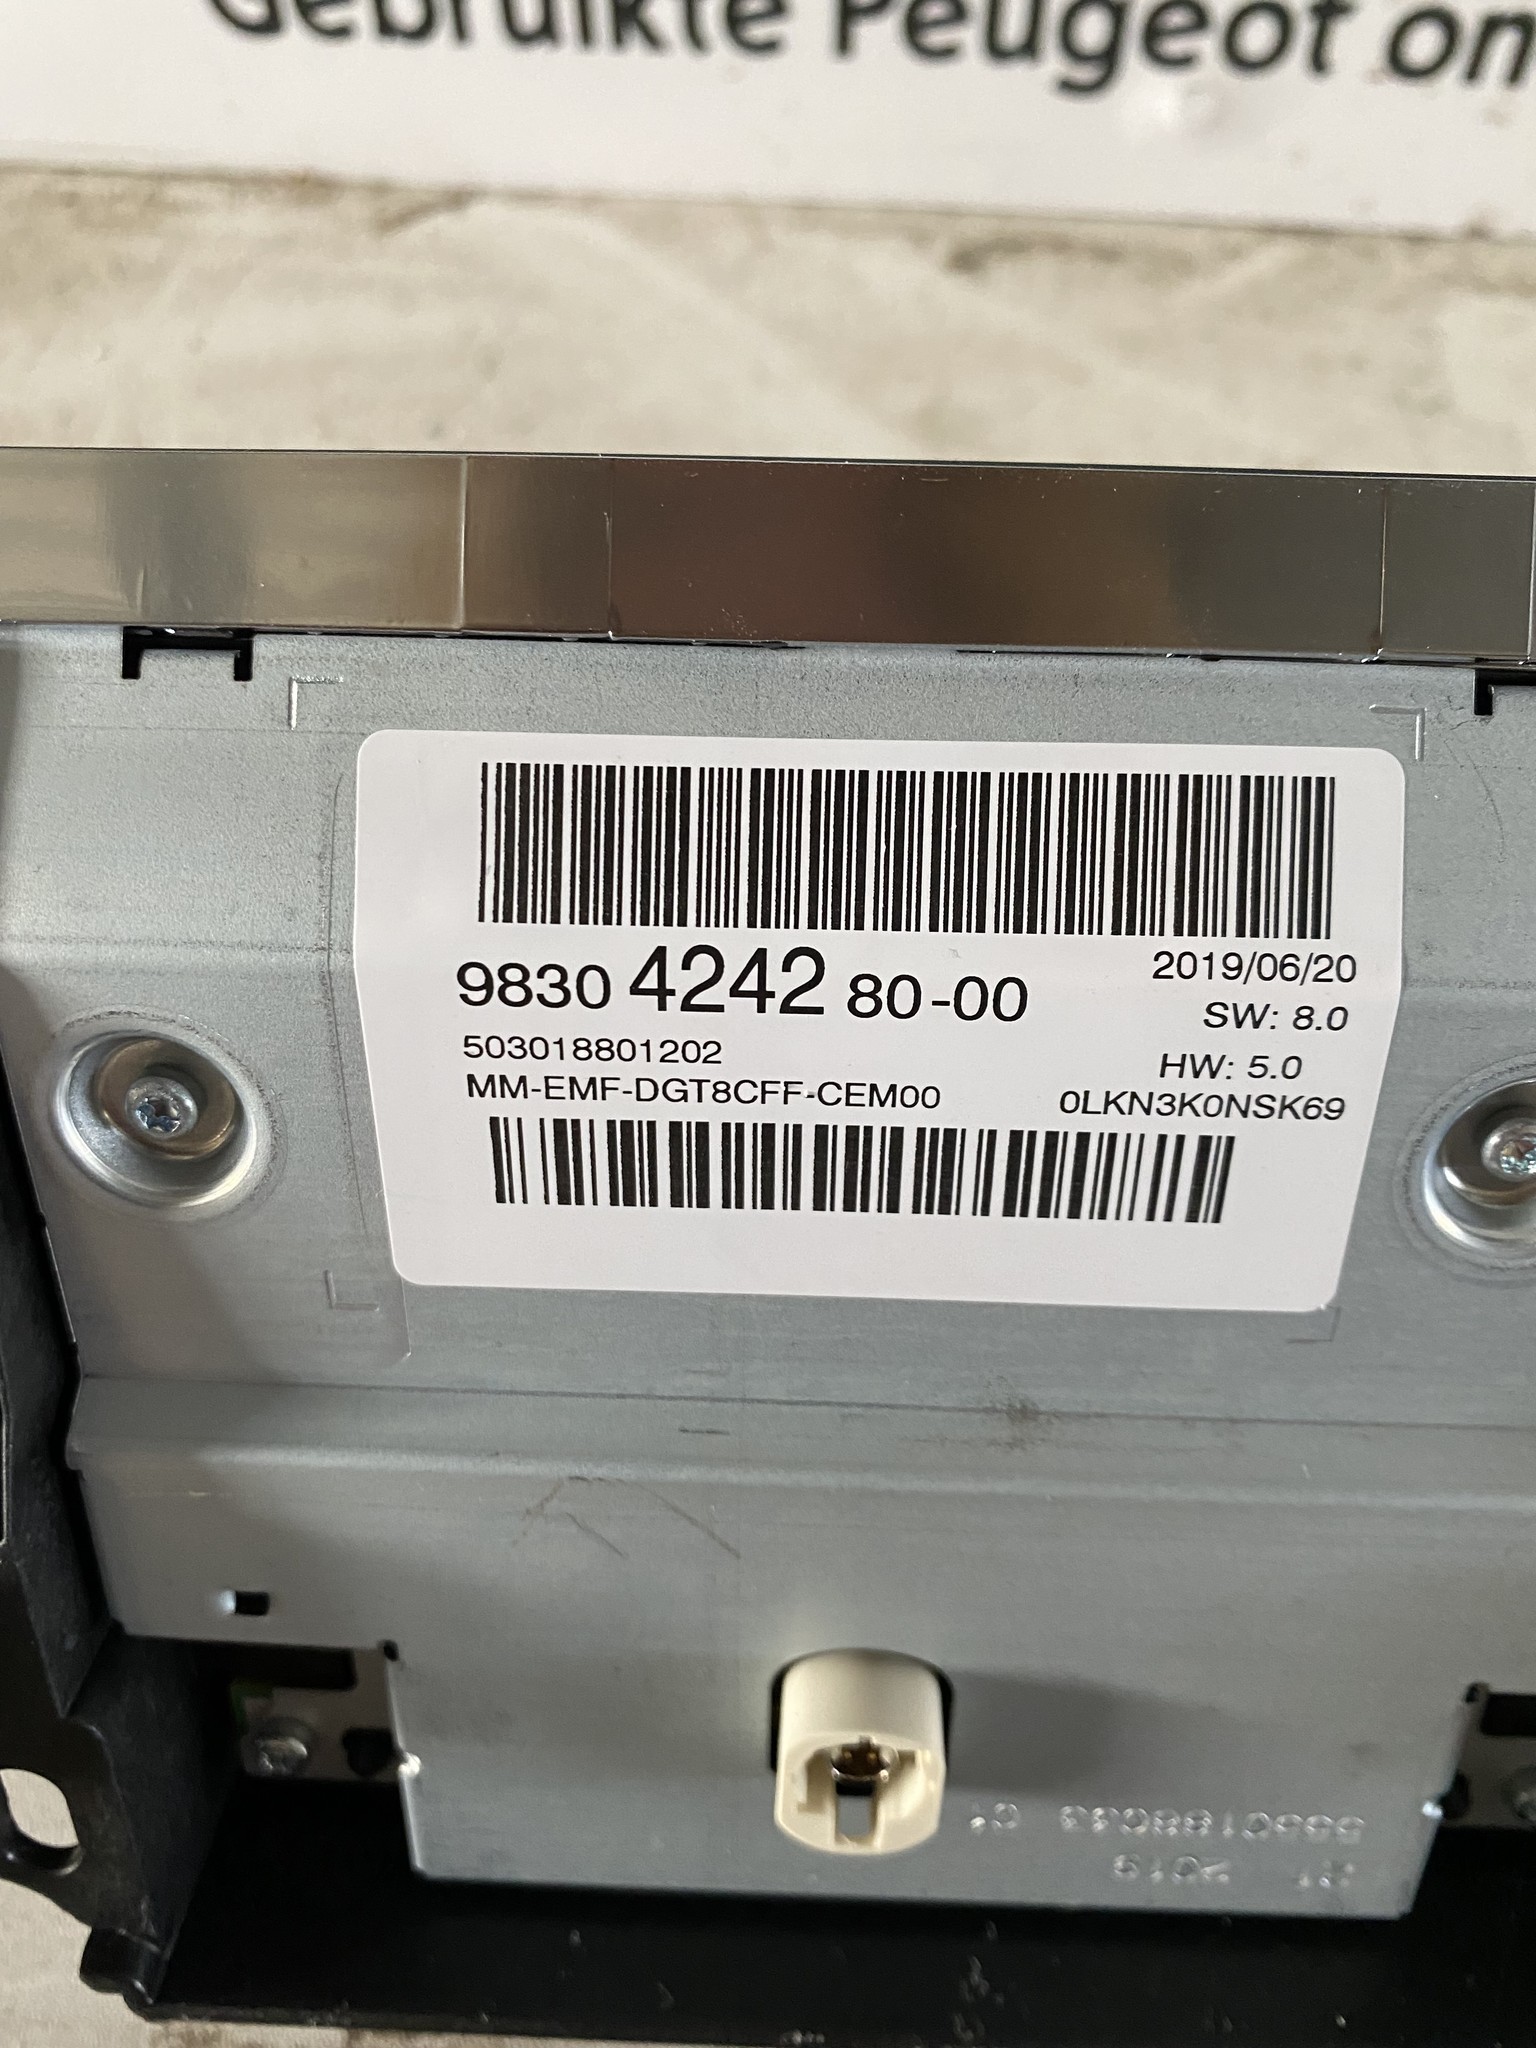 Gebruikte Peugeot on
9830 4242 80-00
2019/06/20
SW: 8.0
503018801202
HW: 5.0
MM-EMF-DGT8CFF-CEM00
0LKN3K0NSK69
2019